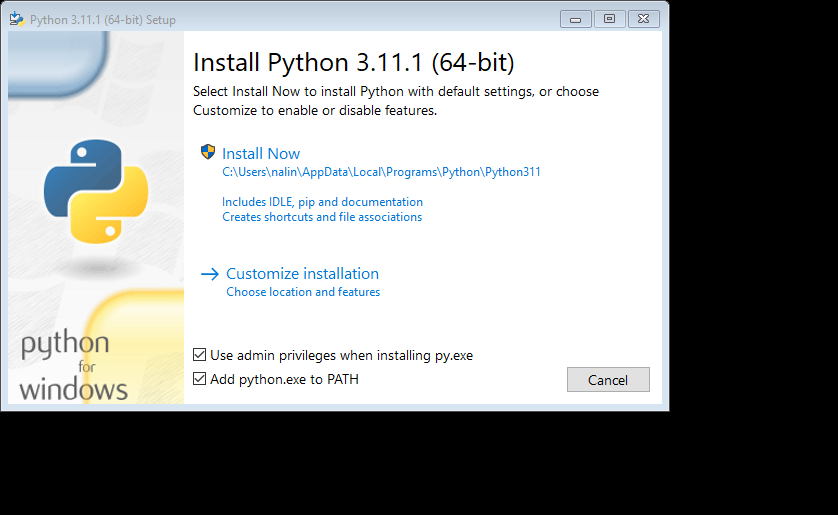 Python 3.11.1 (64-bit) Setup
Install Python 3.11.1 (64-bit)
Select Install Now to install Python with default settings, or choose
Customize to enable or disable features.
Install Now
C:\Users\nalin\AppData\Local\Programs\Python\Python311
Includes IDLE, pip and documentation
Creates shortcuts and file associations
Customize installation
Choose location and features
Use admin privileges when installing py.exe
Add python.exe to PATH
Cancel
python
for
windows